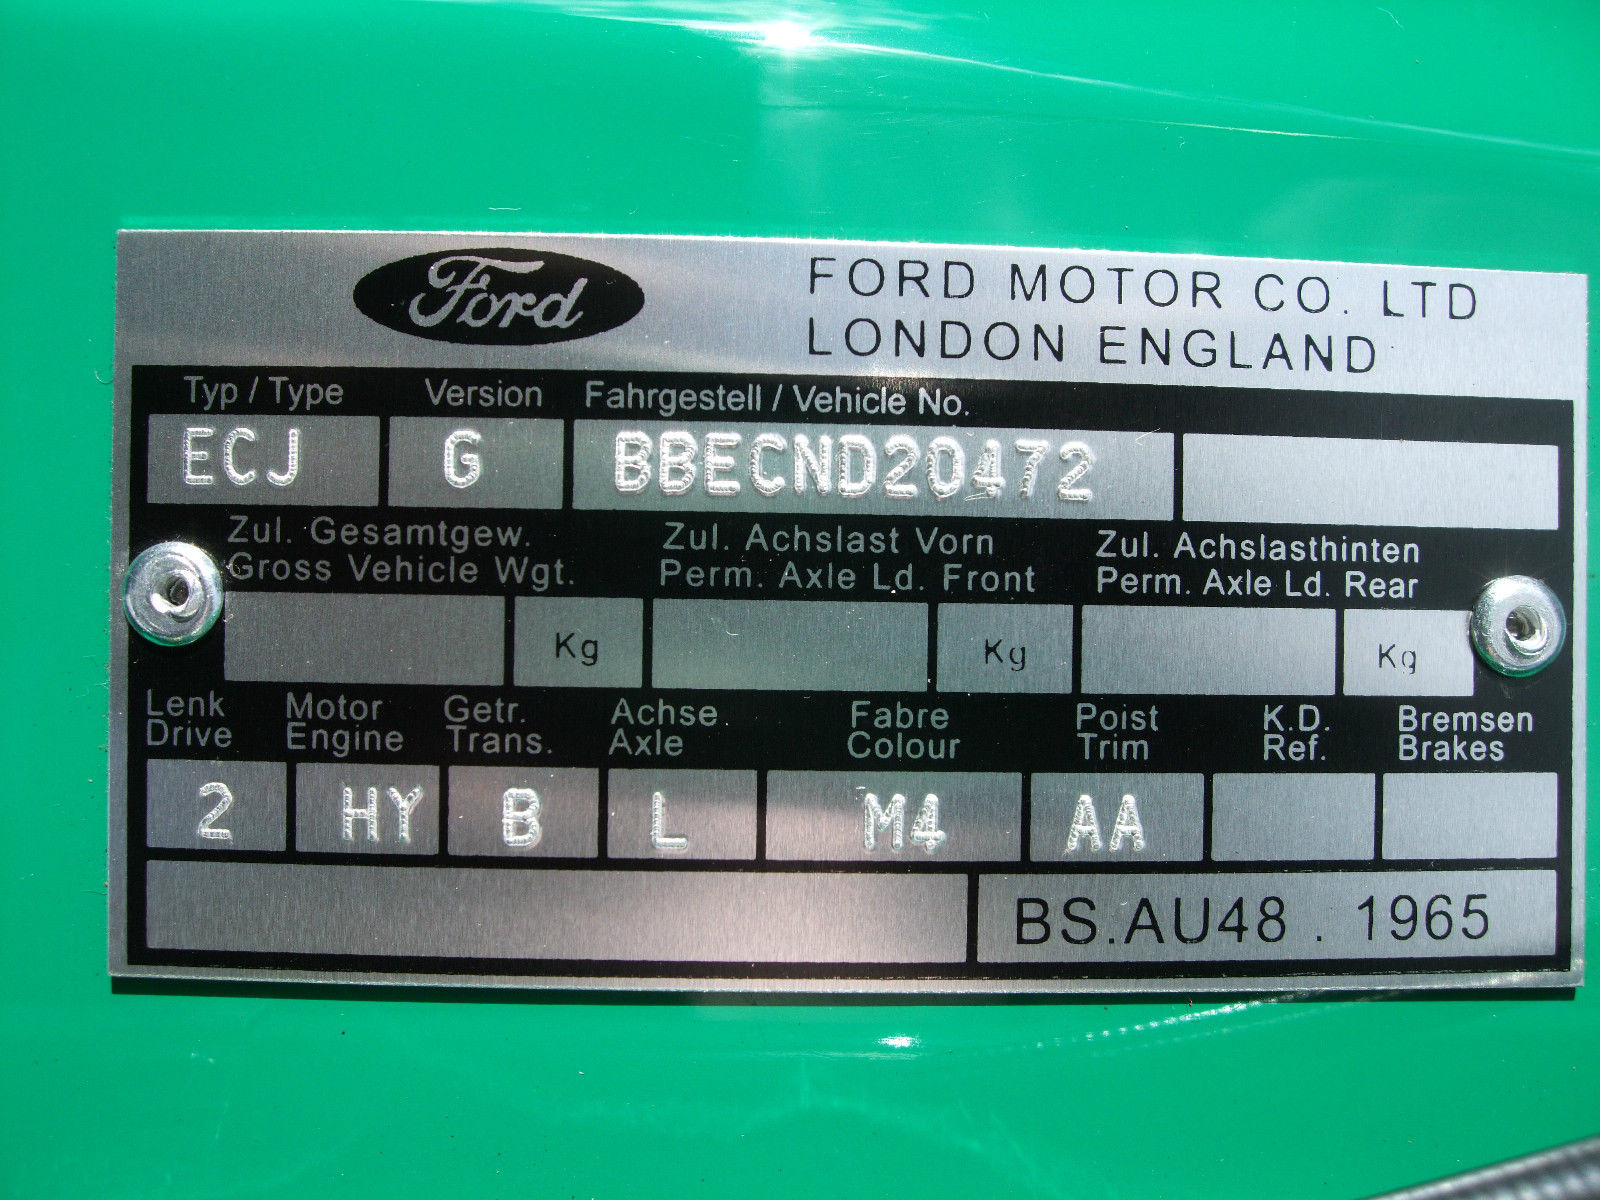 Ford
FORD MOTOR CO. LTD
LONDON ENGLAND
Typ / Type Version Fahrgestell / Vehicle No.
ECJ G BBECND20472
Zul. Gesamtgew. Zul. Achslast Vorn Zul. Achslasthinten
Gross Vehicle Wgt. Perm. Axle Ld. Front Perm. Axle Ld. Rear
Kg Kg Kg
Lenk Motor Getr. Achse Fabre Poist K.D. Bremsen
Drive Engine Trans. Axle Colour Trim Ref. Brakes
2 HY B L M4 AA
BS.AU48 . 1965